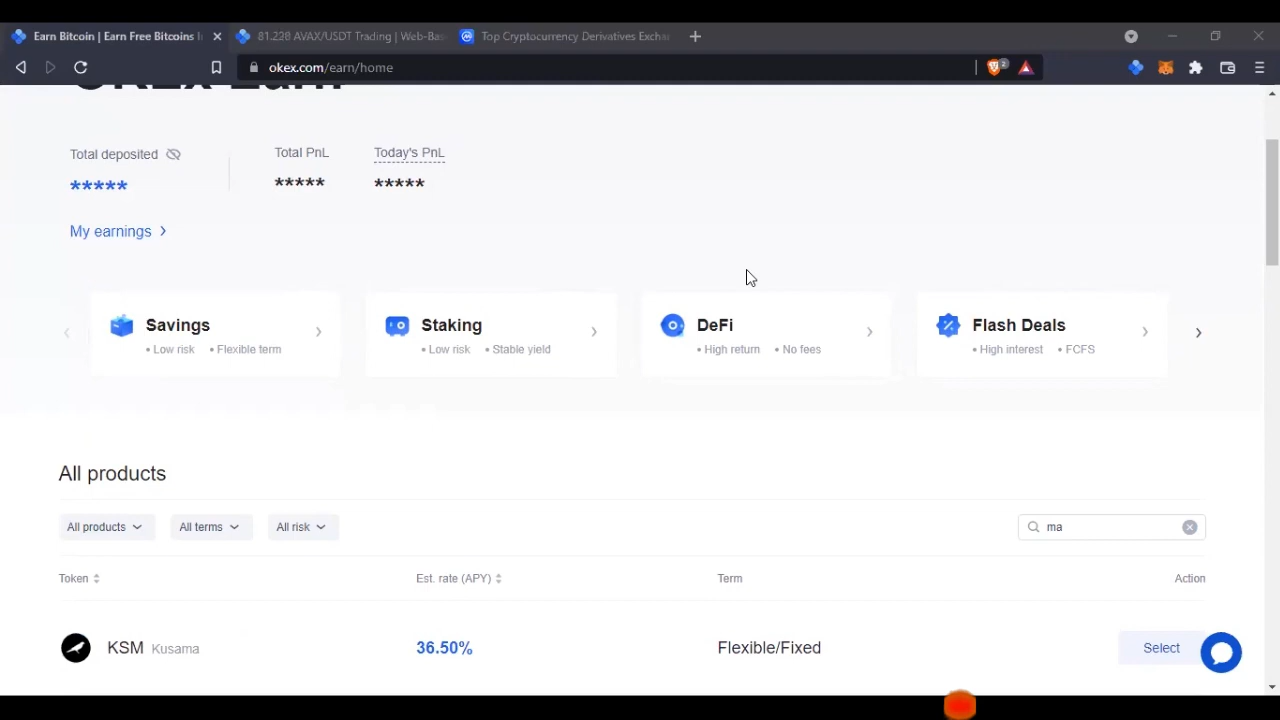 Earn Bitcoin | Earn Free Bitcoins I
81.228 AVAX/USDT Trading | Web-Bas
Top Cryptocurrency Derivatives Excha
okex.com/earn/home
2
OKEx Earn
Total deposited
Total PnL
Today's PnL
*****
*****
*****
My earnings
Savings
• Low risk • Flexible term
Staking
• Low risk • Stable yield
DeFi
• High return • No fees
Flash Deals
• High interest • FCFS
All products
All products
All terms
All risk
ma
Token
Est. rate (APY)
Term
Action
KSM Kusama
36.50%
Flexible/Fixed
Select